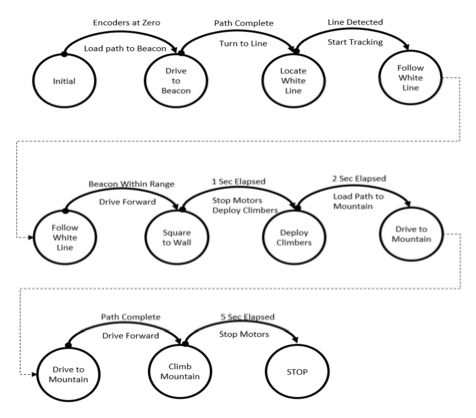 Encoders at Zero
Path Complete
Line Detected
Load path to Beacon
Turn to Line
Start Tracking
Initial
Drive
to
Beacon
Locate
White
Line
Follow
White
Line
Beacon Within Range
1 Sec Elapsed
2 Sec Elapsed
Drive Forward
Stop Motors
Deploy Climbers
Load Path to
Mountain
Follow
White
Line
Square
to Wall
Deploy
Climbers
Drive to
Mountain
Path Complete
5 Sec Elapsed
Drive Forward
Stop Motors
Drive to
Mountain
Climb
Mountain
STOP